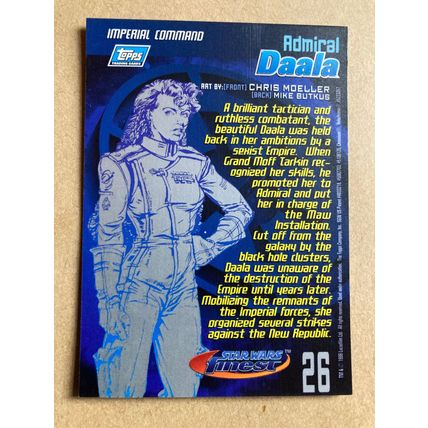 IMPERIAL COMMAND
topps
TRADING CARDS
Admiral
Daala
ART BY: [FRONT] CHRIS MOELLER
[BACK] MIKE BUTKUS
A brilliant tactician and
ruthless combatant, the
beautiful Daala was held
back in her ambitions by a
sexist Empire. When
Grand Moff Tarkin rec-
ognized her skills, he
promoted her to
Admiral and put
her in charge of
the Maw
Installation.
Cut off from the
galaxy by the
black hole clusters,
Daala was unaware of
the destruction of the
Empire until years later.
Mobilizing the remnants of
the Imperial forces, she
organized several strikes
against the New Republic.
STAR WARS
finest
TM
26